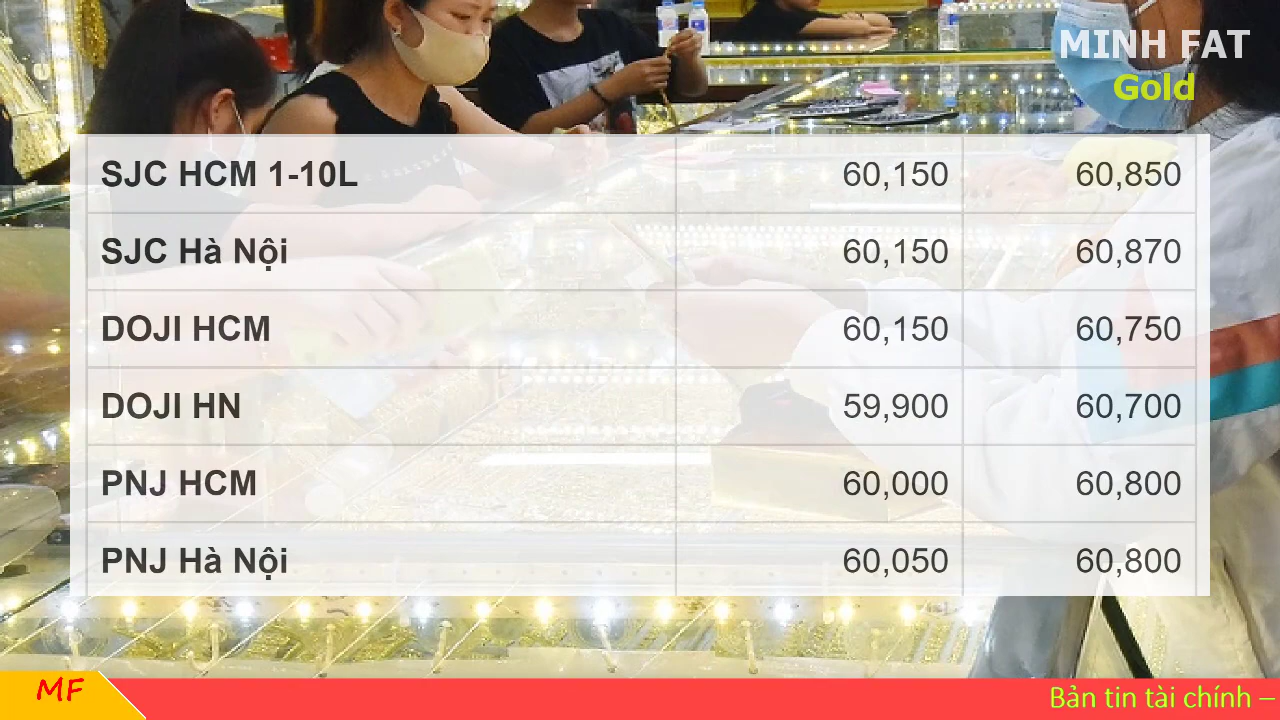 MINH FAT
Gold
SJC HCM 1-10L 60,150 60,850
SJC Hà Nội 60,150 60,870
DOJI HCM 60,150 60,750
DOJI HN 59,900 60,700
PNJ HCM 60,000 60,800
PNJ Hà Nội 60,050 60,800
MF
Bản tin tài chính –